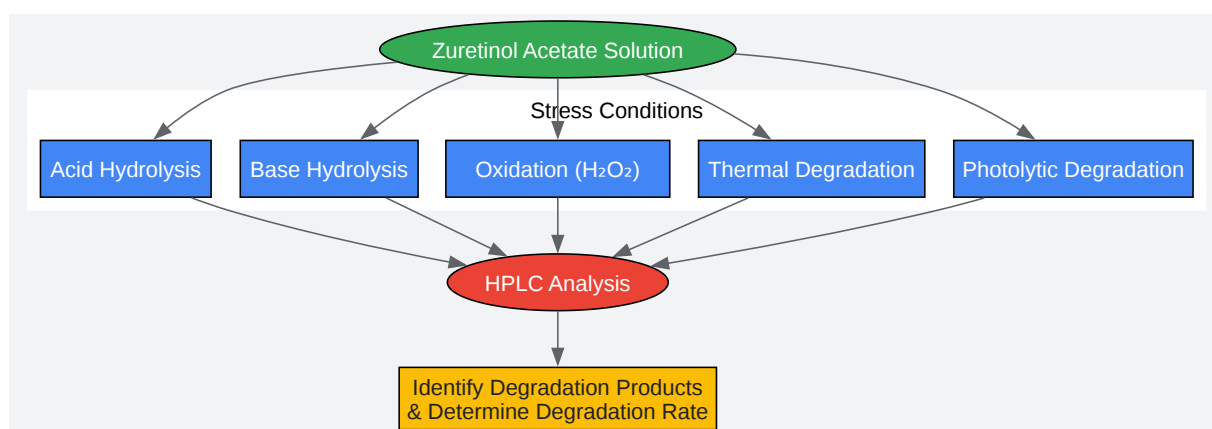 Zuretinol Acetate Solution
Stress Conditions
Acid Hydrolysis
Base Hydrolysis
Oxidation (H₂O₂)
Thermal Degradation
Photolytic Degradation
HPLC Analysis
Identify Degradation Products
& Determine Degradation Rate